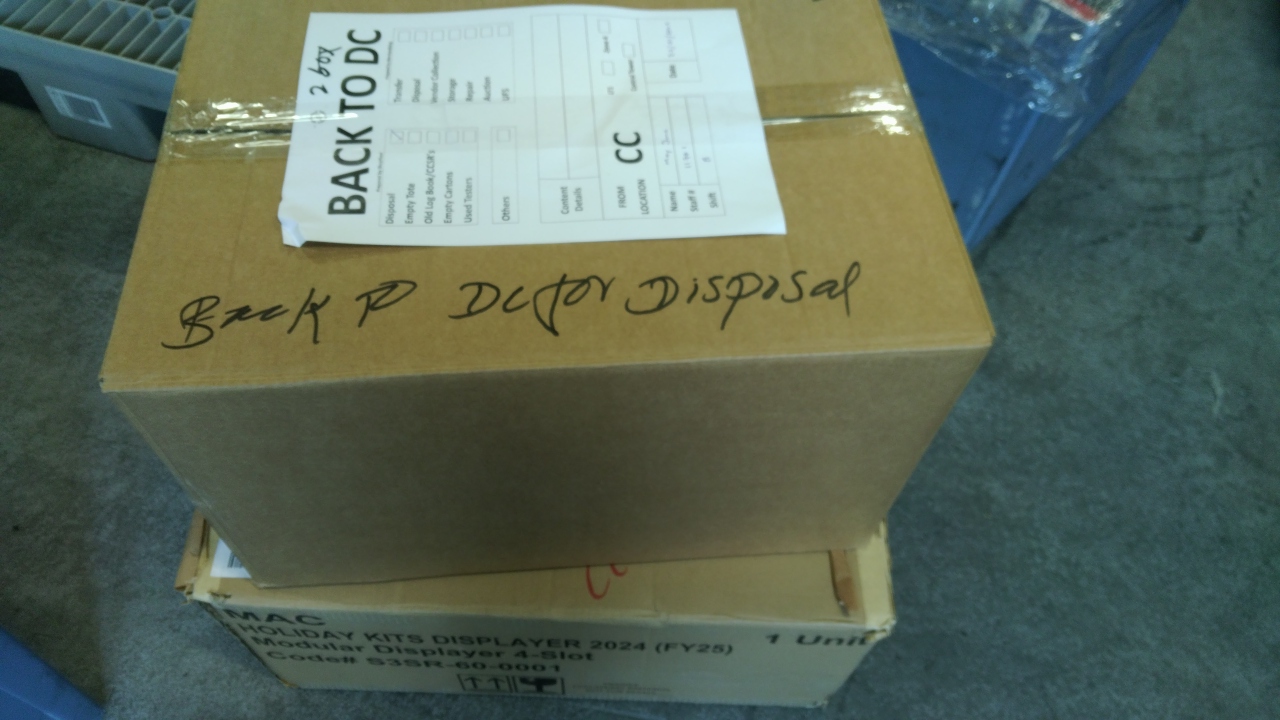 2 box
BACK TO DC
Disposal
Transfer
Empty Tote
Disposal
Old Log Book/CCSR's
Vendor Collection
Empty Cartons
Storage
Used Testers
Repair
Auction
Others
GFS
Content
Details
FROM
LOCATION
CC
Name
Staff #
Shift
Date
Back TO DC for Disposal
MAC
HOLIDAY KITS DISPLAYER 2024 (FY25)
1 Unit
Modular Displayer 4-Slot
Code# S3SR-60-0001